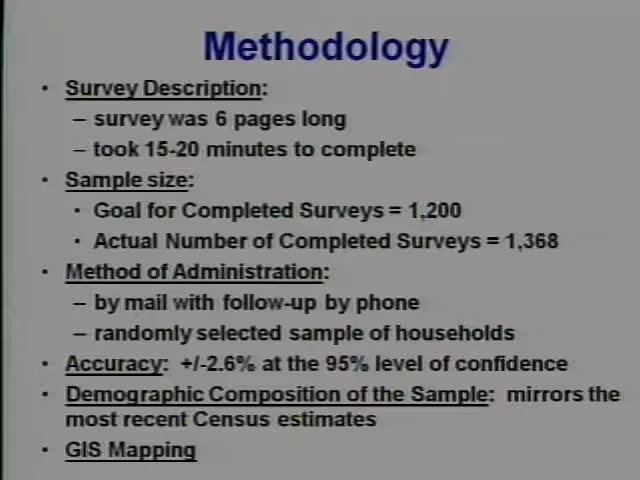 Methodology
• Survey Description:
– survey was 6 pages long
– took 15-20 minutes to complete
• Sample size:
• Goal for Completed Surveys = 1,200
• Actual Number of Completed Surveys = 1,368
• Method of Administration:
– by mail with follow-up by phone
– randomly selected sample of households
• Accuracy: +/-2.6% at the 95% level of confidence
• Demographic Composition of the Sample: mirrors the
most recent Census estimates
• GIS Mapping